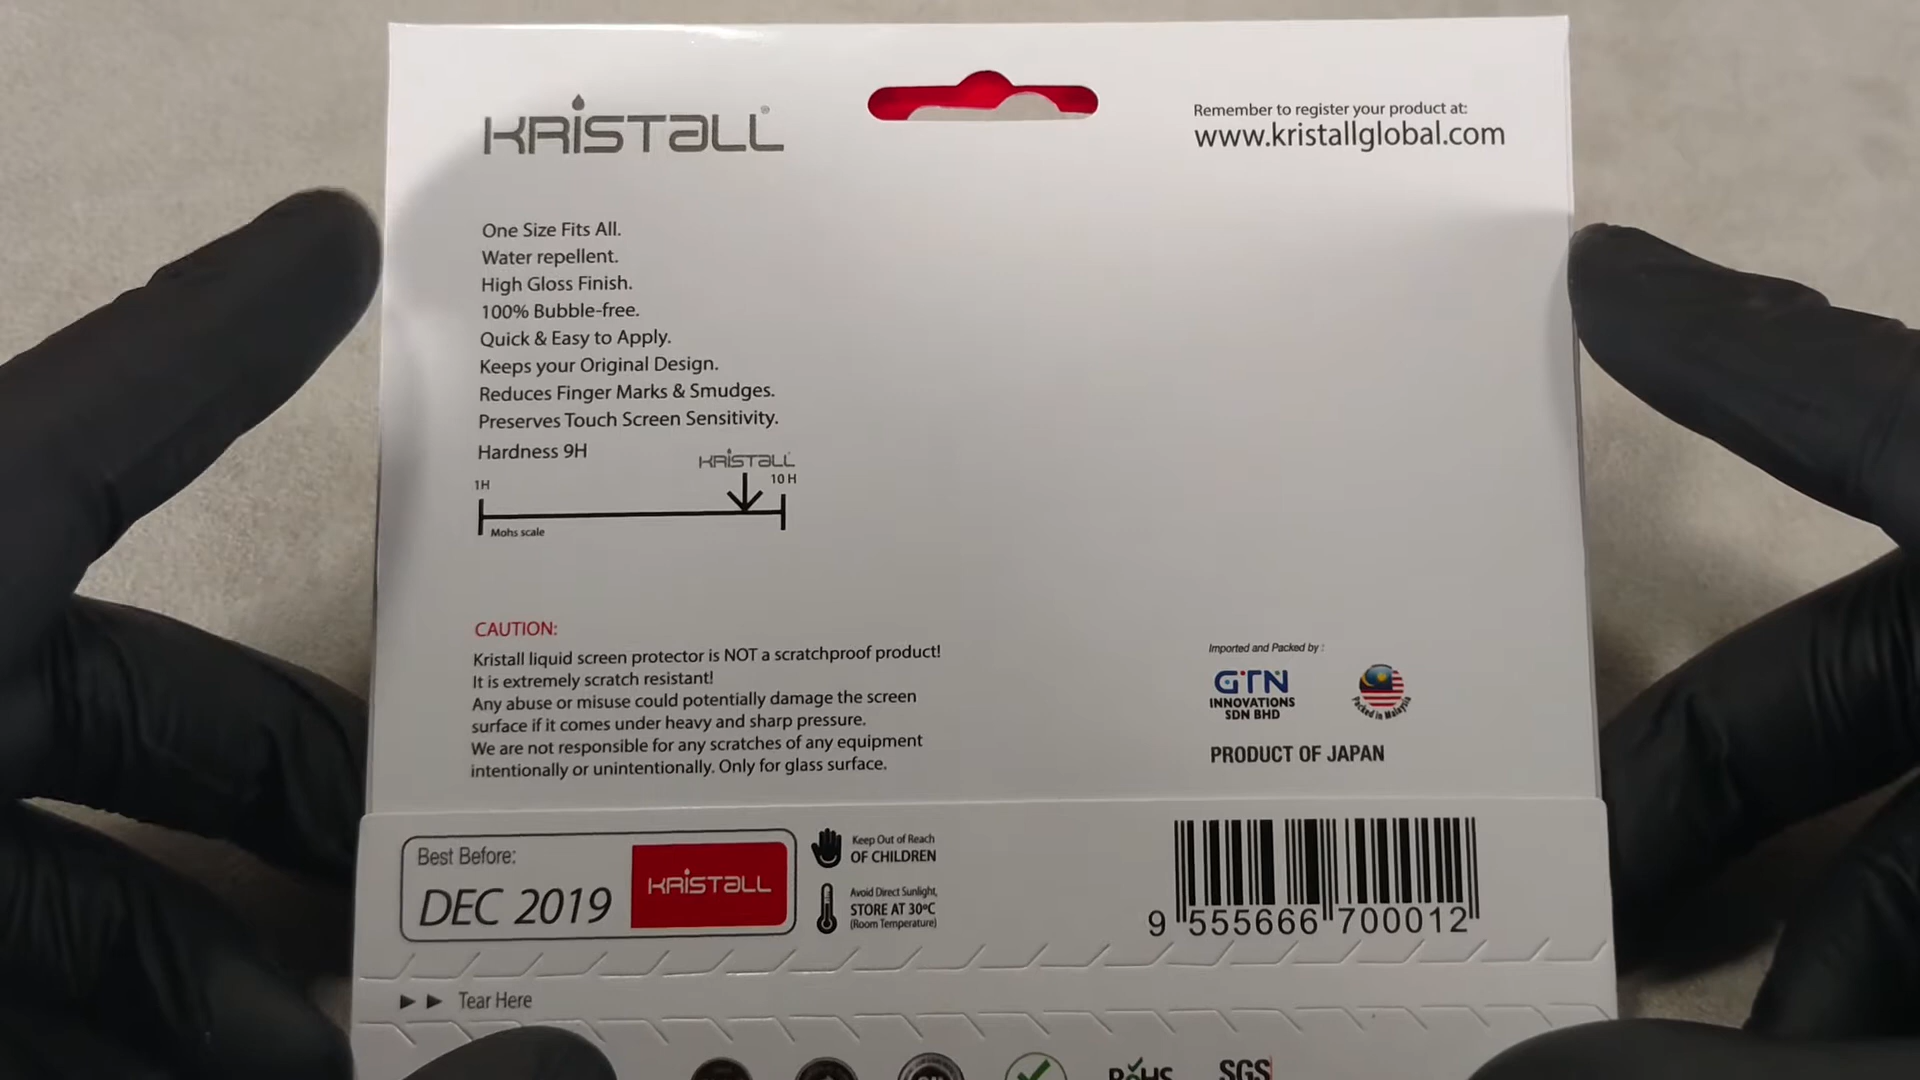 KRISTALL®
Remember to register your product at:
www.kristallglobal.com
One Size Fits All.
Water repellent.
High Gloss Finish.
100% Bubble-free.
Quick & Easy to Apply.
Keeps your Original Design.
Reduces Finger Marks & Smudges.
Preserves Touch Screen Sensitivity.
Hardness 9H
KRISTALL
1H
10 H
Mohs scale
CAUTION:
Kristall liquid screen protector is NOT a scratchproof product!
It is extremely scratch resistant!
Any abuse or misuse could potentially damage the screen
surface if it comes under heavy and sharp pressure.
We are not responsible for any scratches of any equipment
intentionally or unintentionally. Only for glass surface.
Imported and Packed by :
GTN
INNOVATIONS
SDN BHD
Packed in Malaysia
PRODUCT OF JAPAN
Best Before:
DEC 2019
KRISTALL
Keep Out of Reach
OF CHILDREN
Avoid Direct Sunlight,
STORE AT 30ºC
(Room Temperature)
9 555666 700012
Tear Here
RoHS
SGS